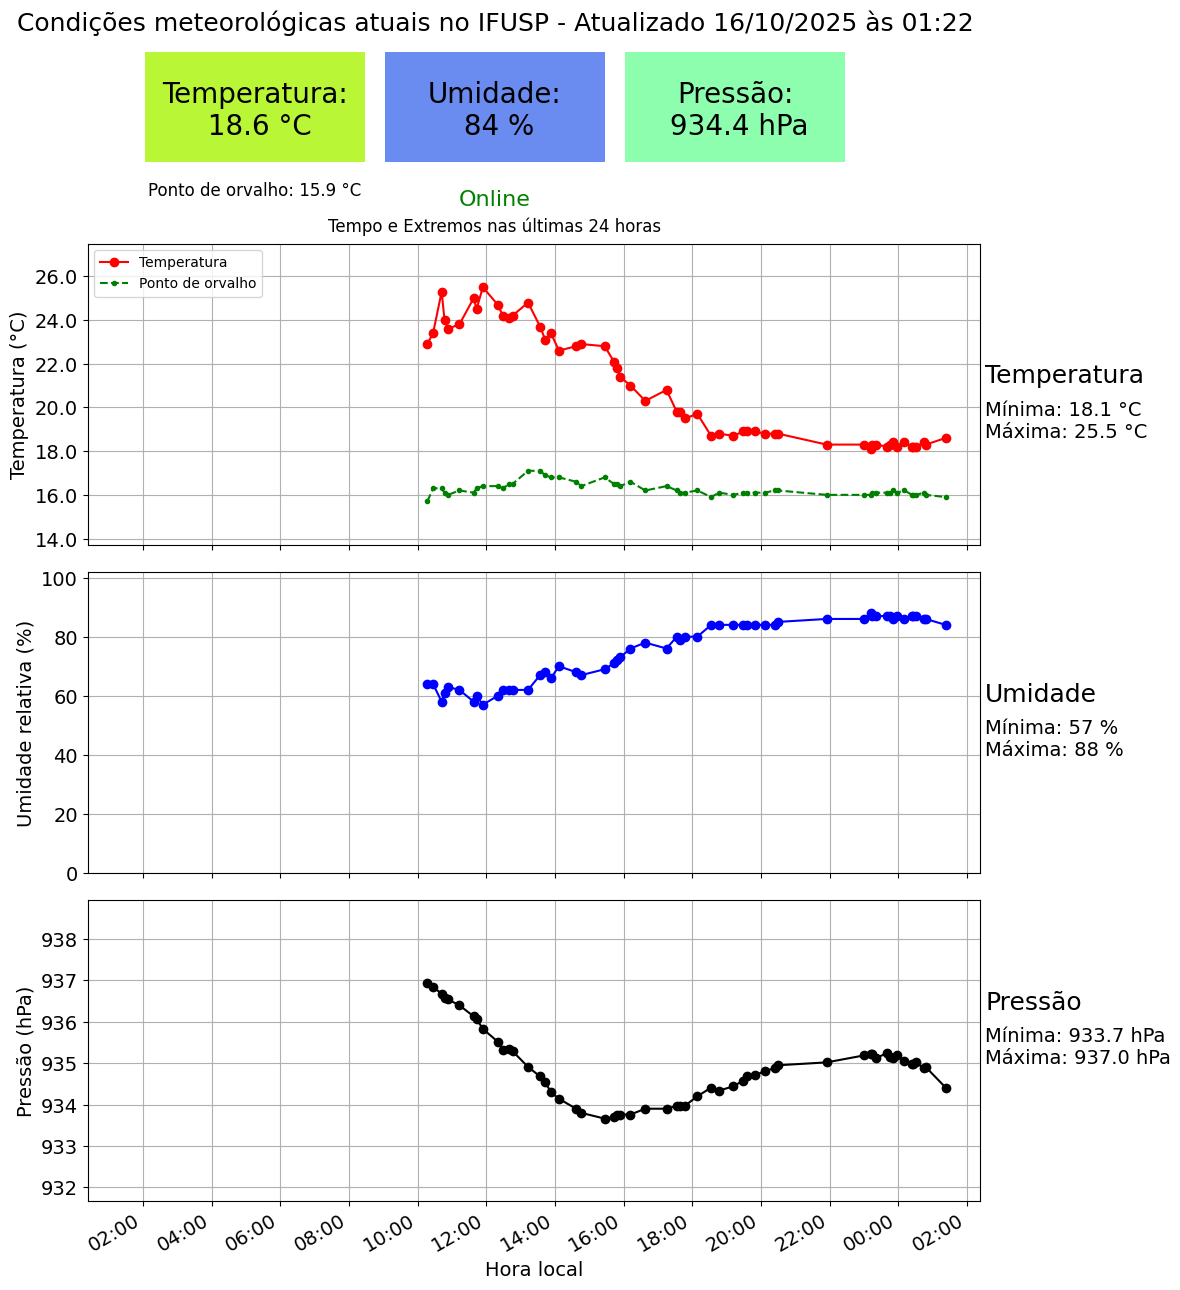 Condições meteorológicas atuais no IFUSP - Atualizado 16/10/2025 às 01:22
Temperatura:
18.6 °C
Umidade:
84 %
Pressão:
934.4 hPa
Ponto de orvalho: 15.9 °C
Online
Tempo e Extremos nas últimas 24 horas
Temperatura
Ponto de orvalho
Temperatura (°C)
26.0
24.0
22.0
20.0
18.0
16.0
14.0
Temperatura
Mínima: 18.1 °C
Máxima: 25.5 °C
Umidade relativa (%)
100
80
60
40
20
0
Umidade
Mínima: 57 %
Máxima: 88 %
Pressão (hPa)
938
937
936
935
934
933
932
Pressão
Mínima: 933.7 hPa
Máxima: 937.0 hPa
02:00
04:00
06:00
08:00
10:00
12:00
14:00
16:00
18:00
20:00
22:00
00:00
02:00
Hora local